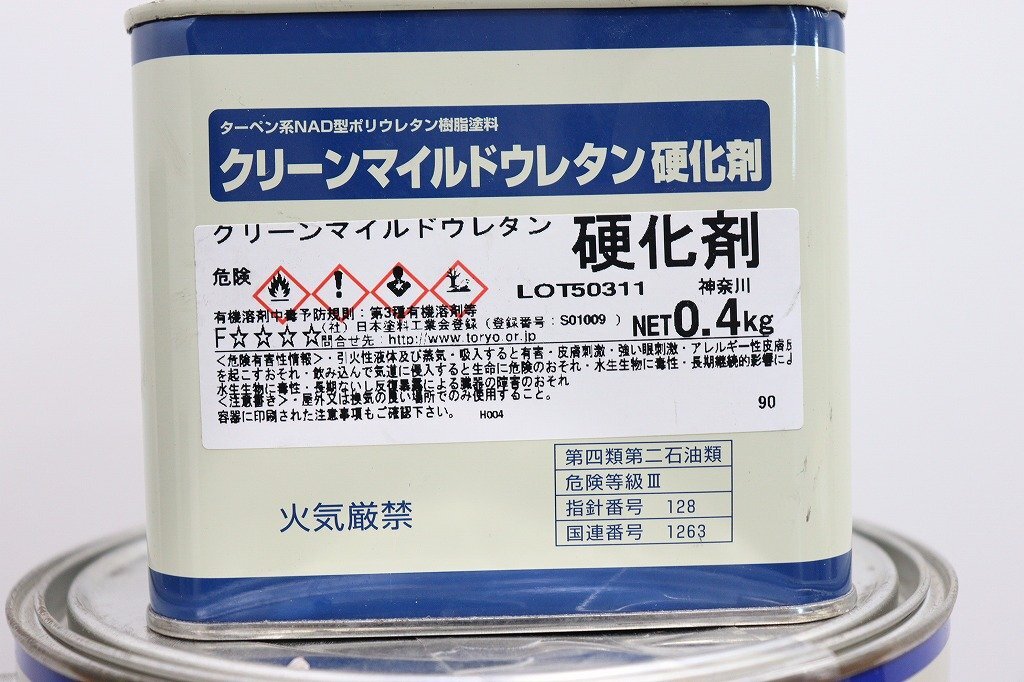 ターペン系NAD型ポリウレタン樹脂塗料
クリーンマイルドウレタン 硬化剤
クリーンマイルドウレタン 硬化剤
危険
LOT50311 神奈川
有機溶剤中毒予防規則：第3種有機溶剤等
F☆☆☆☆ (社)日本塗料工業会登録(登録番号：S01009 )
問合せ先：http://www.toryo.or.jp/
NET0.4kg
<危険有害性情報>・引火性液体及び蒸気・吸入すると有害・皮膚刺激・強い眼刺激・アレルギー性皮膚反
を起こすおそれ・飲み込んで気道に侵入すると生命に危険のおそれ・水生生物に毒性・長期継続的影響によ
水生生物に毒性・長期ないし反復暴露による臓器の障害のおそれ
<注意書き>・屋外又は換気の良い場所でのみ使用すること。
容器に印刷された注意事項もご確認下さい。 H004
90
第四類第二石油類
危険等級Ⅲ
指針番号 128
国連番号 1263
火気厳禁